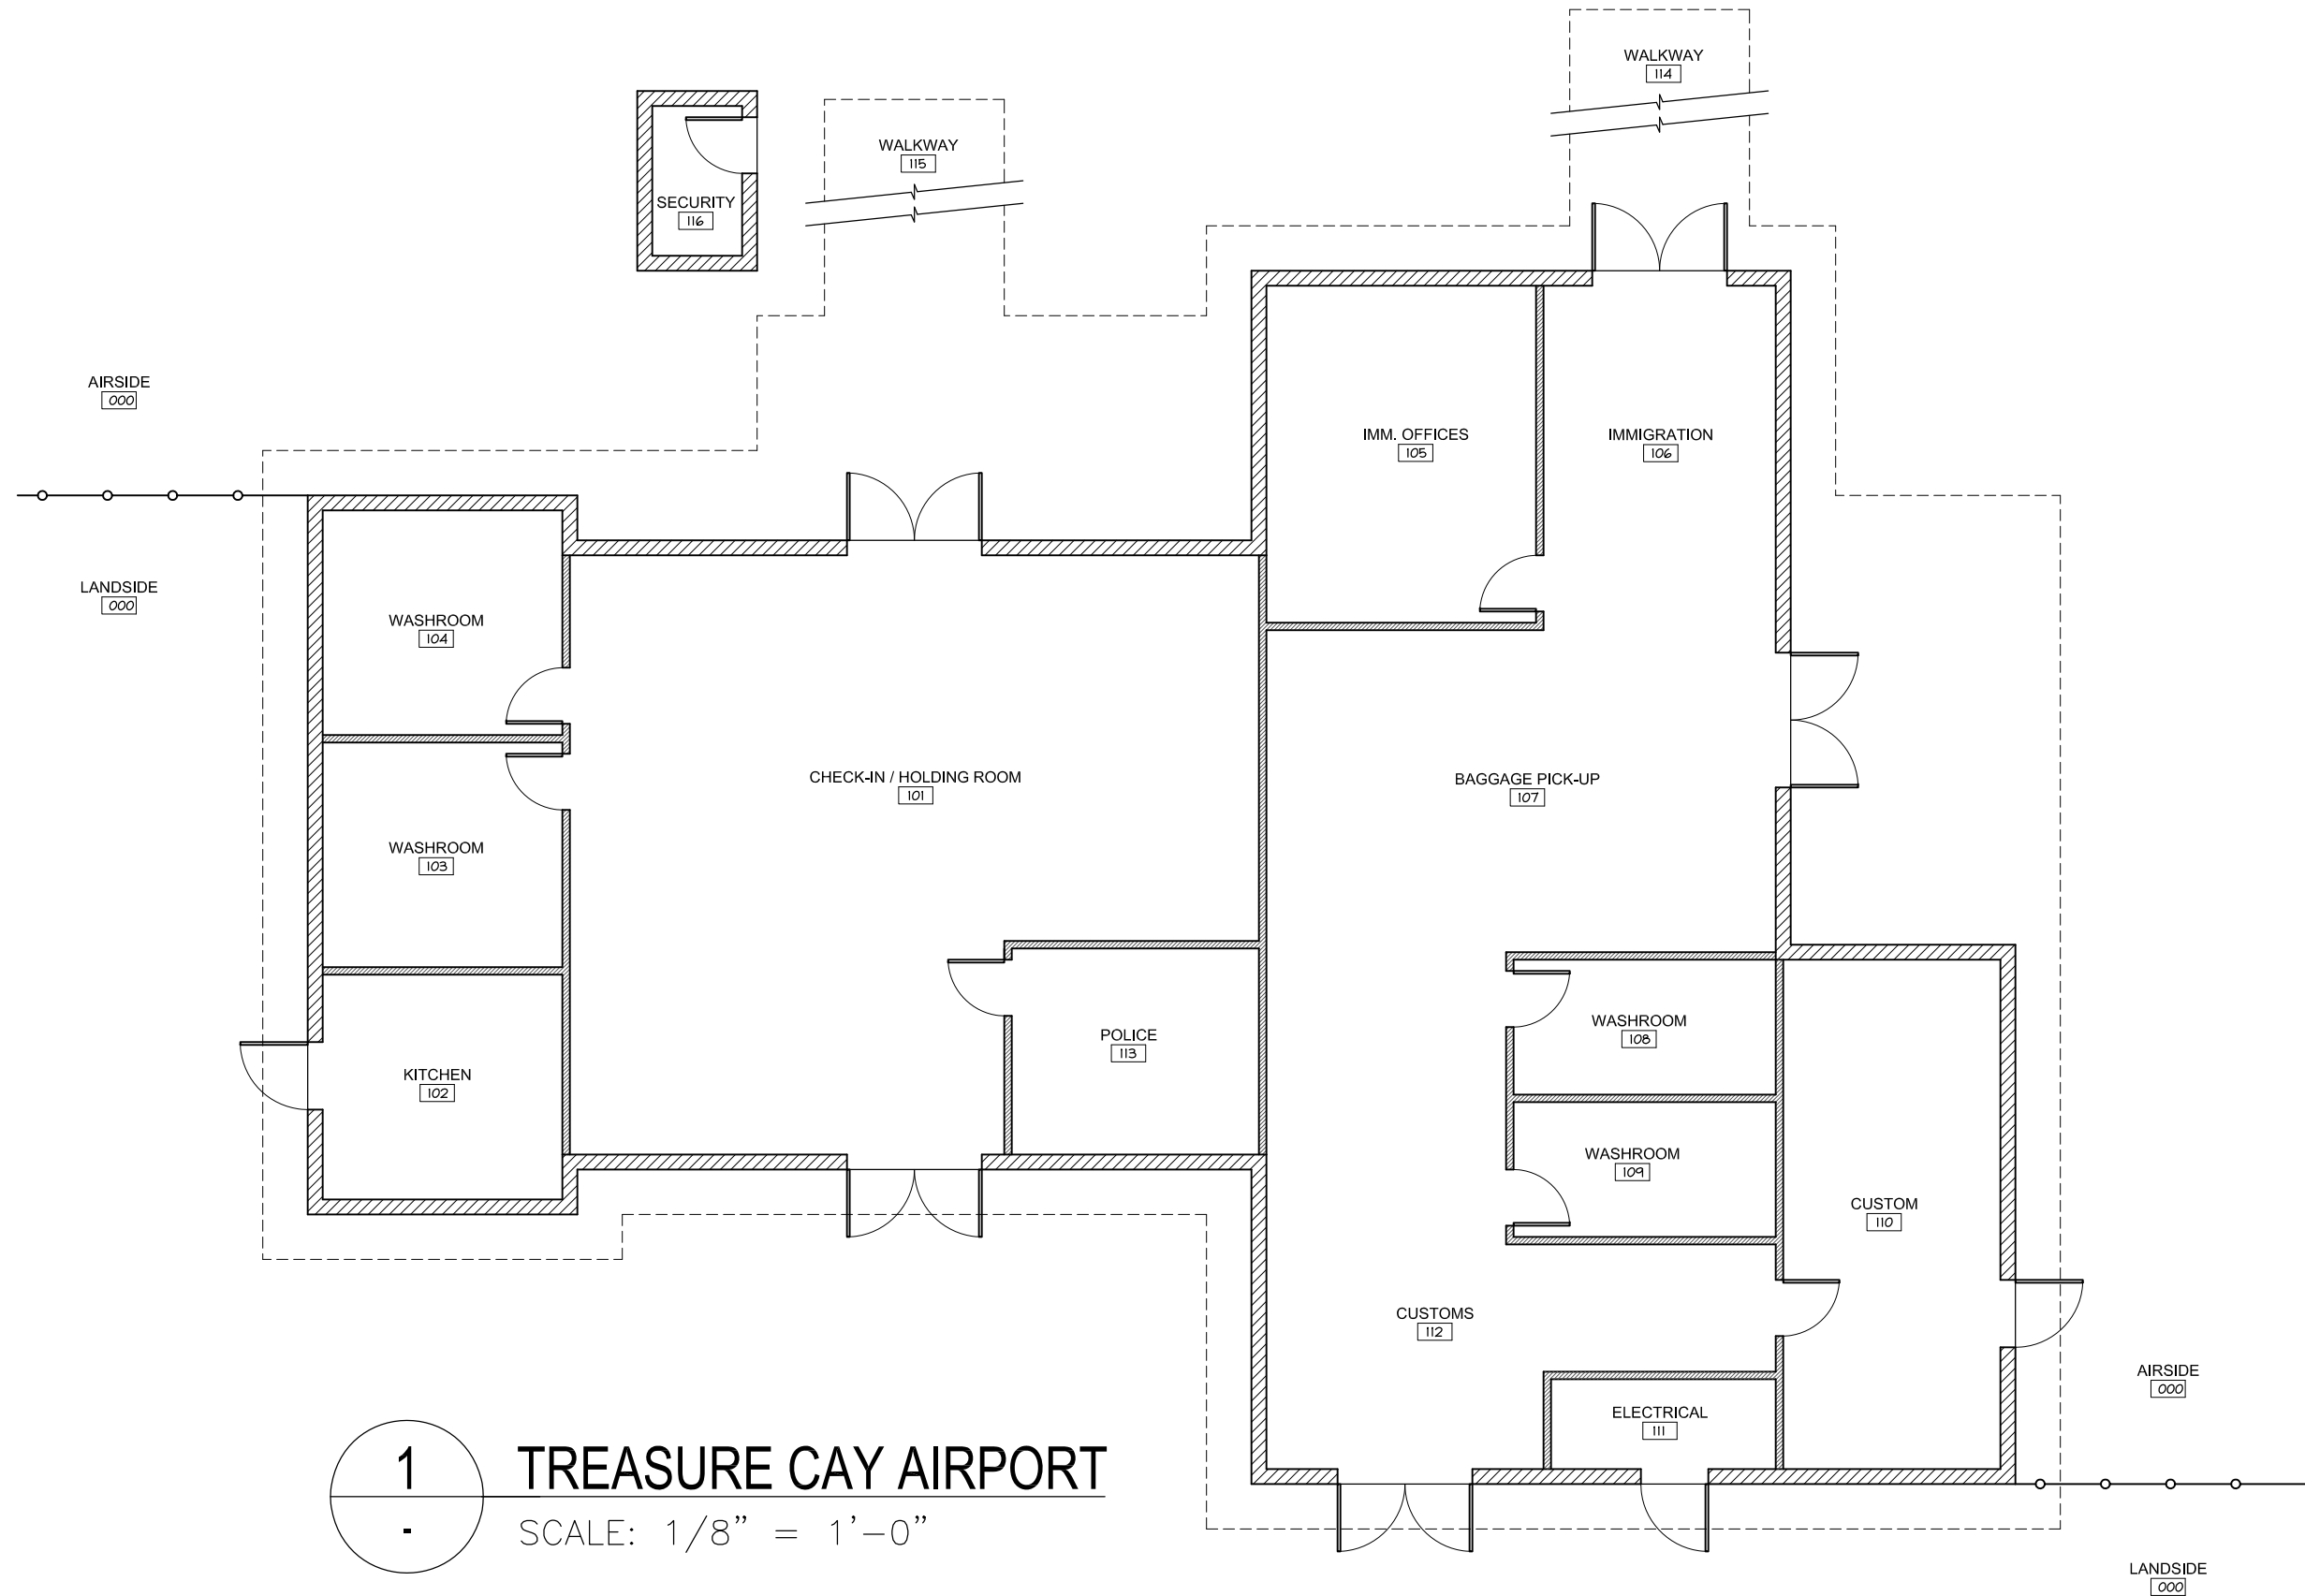 WALKWAY
114
WALKWAY
115
SECURITY
116
AIRSIDE
000
IMM. OFFICES
105
IMMIGRATION
106
LANDSIDE
000
WASHROOM
104
CHECK-IN / HOLDING ROOM
101
BAGGAGE PICK-UP
107
WASHROOM
103
WASHROOM
108
POLICE
113
KITCHEN
102
WASHROOM
109
CUSTOM
110
CUSTOMS
112
AIRSIDE
000
ELECTRICAL
111
1
-
TREASURE CAY AIRPORT
SCALE: 1/8" = 1'-0"
LANDSIDE
000